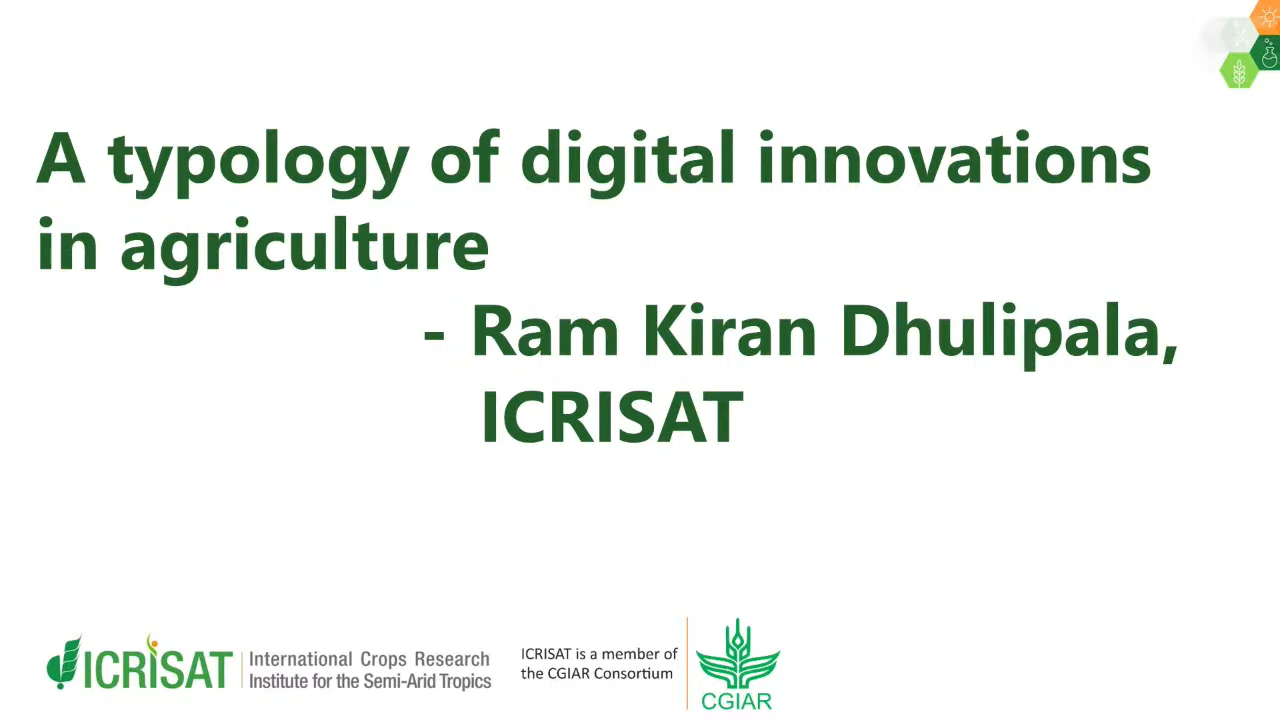 A typology of digital innovations
in agriculture
- Ram Kiran Dhulipala,
ICRISAT
ICRISAT
International Crops Research
Institute for the Semi-Arid Tropics
ICRISAT is a member of
the CGIAR Consortium
CGIAR